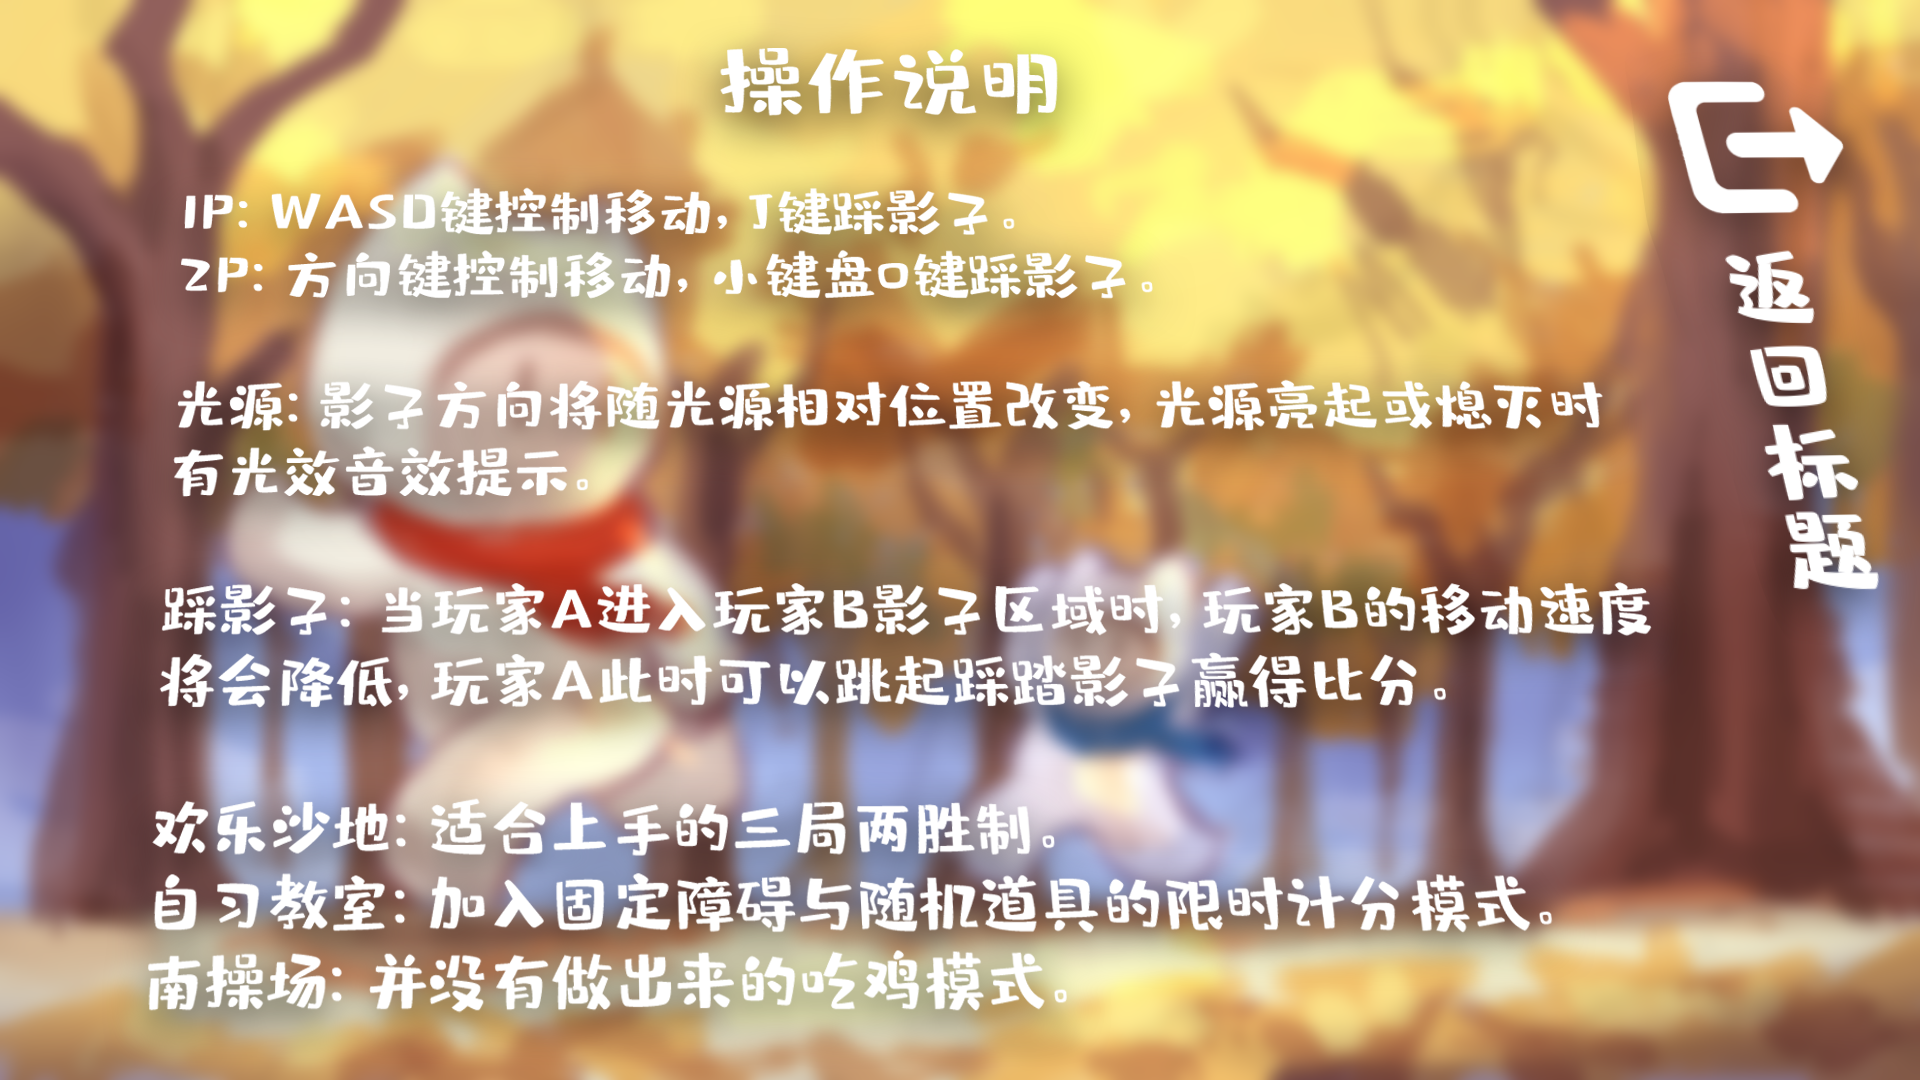 操作说明
1P: WASD键控制移动, J键踩影子。
2P: 方向键控制移动, 小键盘0键踩影子。
光源: 影子方向将随光源相对位置改变, 光源亮起或熄灭时
有光效音效提示。
踩影子: 当玩家A进入玩家B影子区域时, 玩家B的移动速度
将会降低, 玩家A此时可以跳起踩踏影子赢得比分。
欢乐沙地: 适合上手的三局两胜制。
自习教室: 加入固定障碍与随机道具的限时计分模式。
南操场: 并没有做出来的吃鸡模式。
返回标题